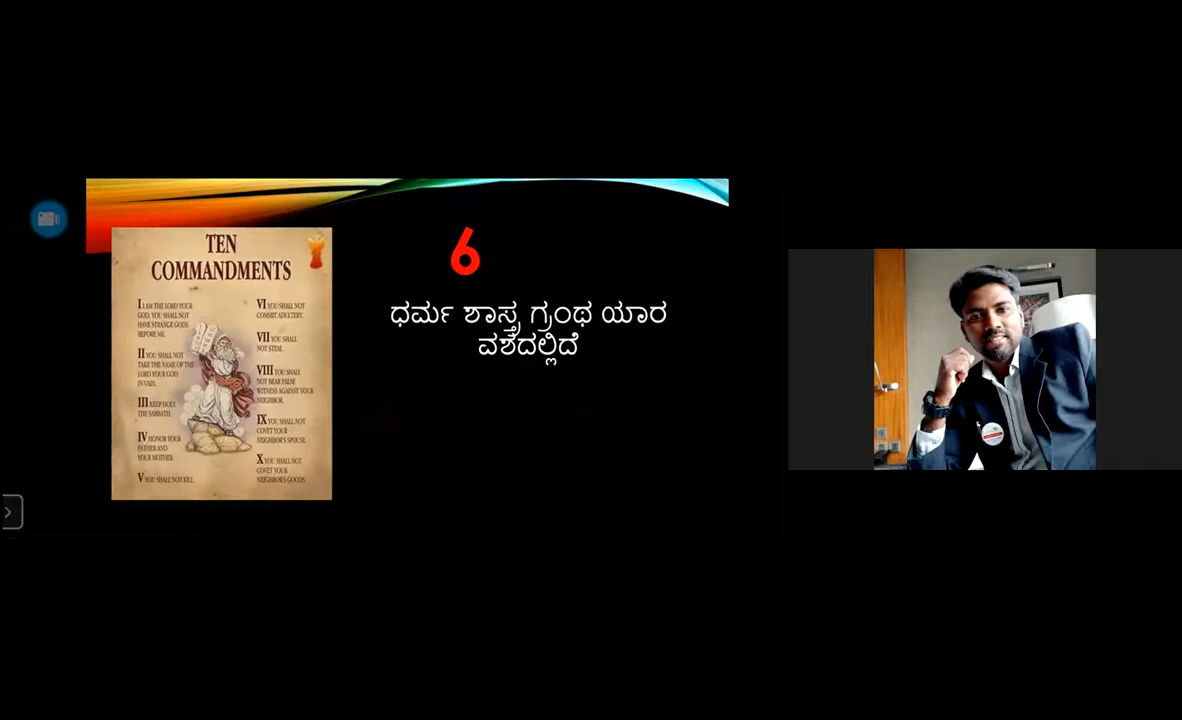 TEN
COMMANDMENTS
I I AM THE LORD YOUR
GOD. YOU SHALL NOT
HAVE STRANGE GODS
BEFORE ME.
II YOU SHALL NOT
TAKE THE NAME OF THE
LORD YOUR GOD
IN VAIN.
III KEEP HOLY
THE SABBATH.
IV HONOR YOUR
FATHER AND
YOUR MOTHER.
V YOU SHALL NOT KILL.
VI YOU SHALL NOT
COMMIT ADULTERY.
VII YOU SHALL
NOT STEAL.
VIII YOU SHALL
NOT BEAR FALSE
WITNESS AGAINST YOUR
NEIGHBOR.
IX YOU SHALL NOT
COVET YOUR
NEIGHBOR'S SPOUSE.
X YOU SHALL NOT
COVET YOUR
NEIGHBOR'S GOODS.
6
ಧರ್ಮ ಶಾಸ್ತ್ರ ಗ್ರಂಥ ಯಾರ
ವಶದಲ್ಲಿದೆ